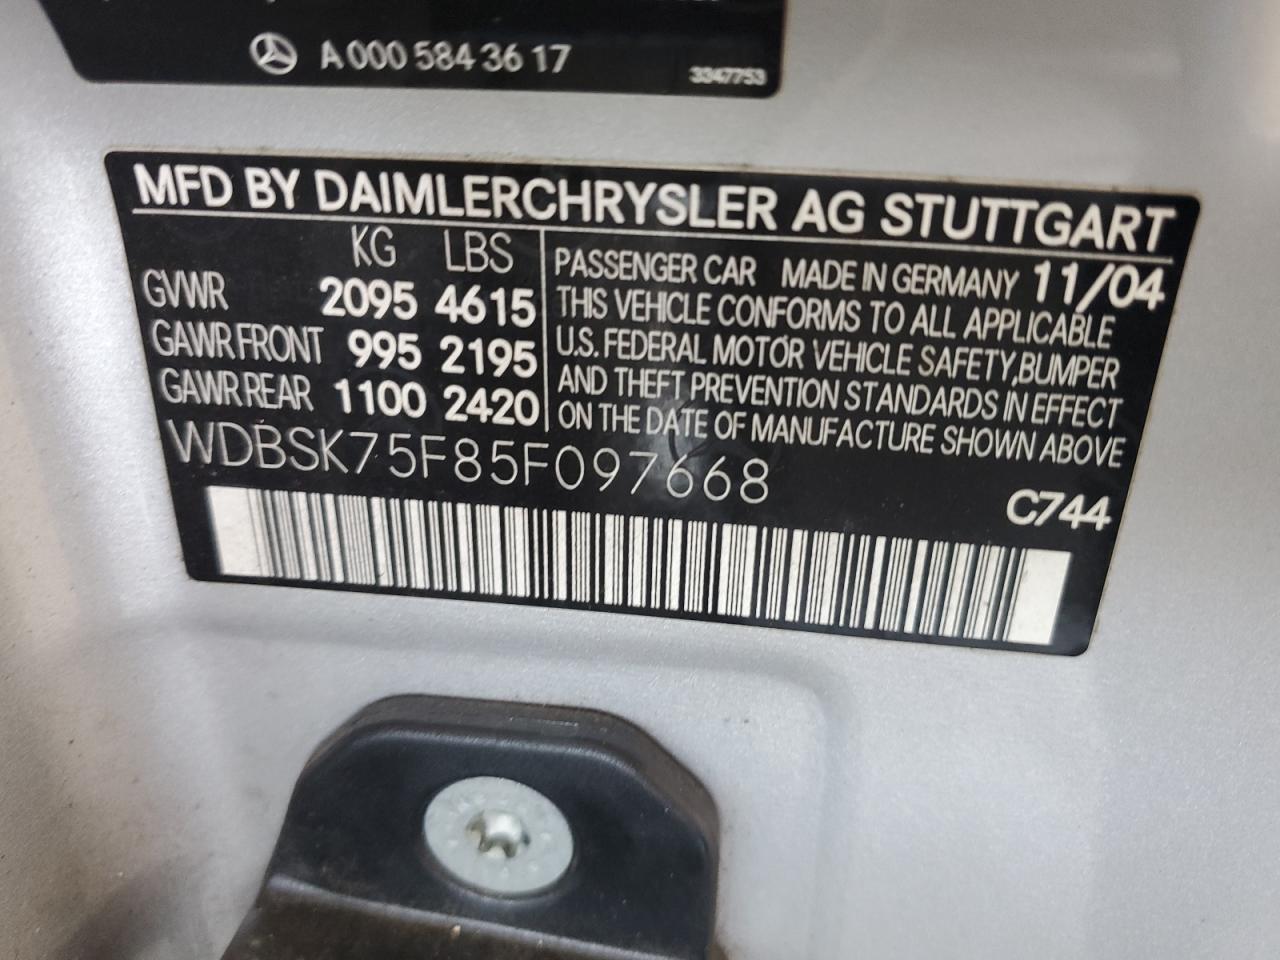 A 000 584 36 17
3347753
MFD BY DAIMLERCHRYSLER AG STUTTGART
KG LBS
GVWR 2095 4615
GAWR FRONT 995 2195
GAWR REAR 1100 2420
PASSENGER CAR MADE IN GERMANY 11/04
THIS VEHICLE CONFORMS TO ALL APPLICABLE
U.S. FEDERAL MOTOR VEHICLE SAFETY, BUMPER
AND THEFT PREVENTION STANDARDS IN EFFECT
ON THE DATE OF MANUFACTURE SHOWN ABOVE
WDBSK75F85F097668
C744